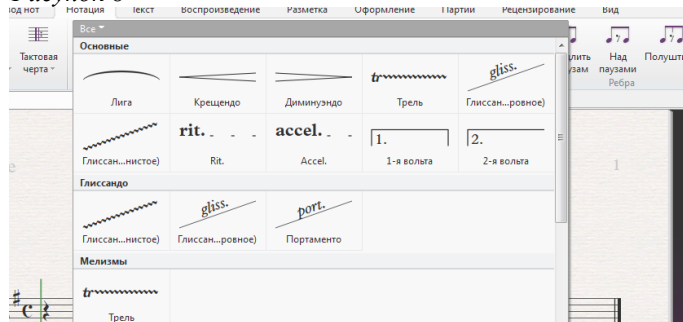 Рисунок 6
вод нот Нотация Текст Воспроизведение Разметка Оформление Партии Рецензирование Вид
Все
Основные
Тактовая черта
лить Над Полушт
узам паузами
Ребра
tr gliss.
Лига Крещендо Диминуэндо Трель Глиссан...ровное)
rit. accel. 1. 2.
Глиссан...нистое) Rit. Accel. 1-я вольта 2-я вольта
1
Глиссандо
gliss. port.
Глиссан...нистое) Глиссан...ровное) Портаменто
Мелизмы
tr
Трель